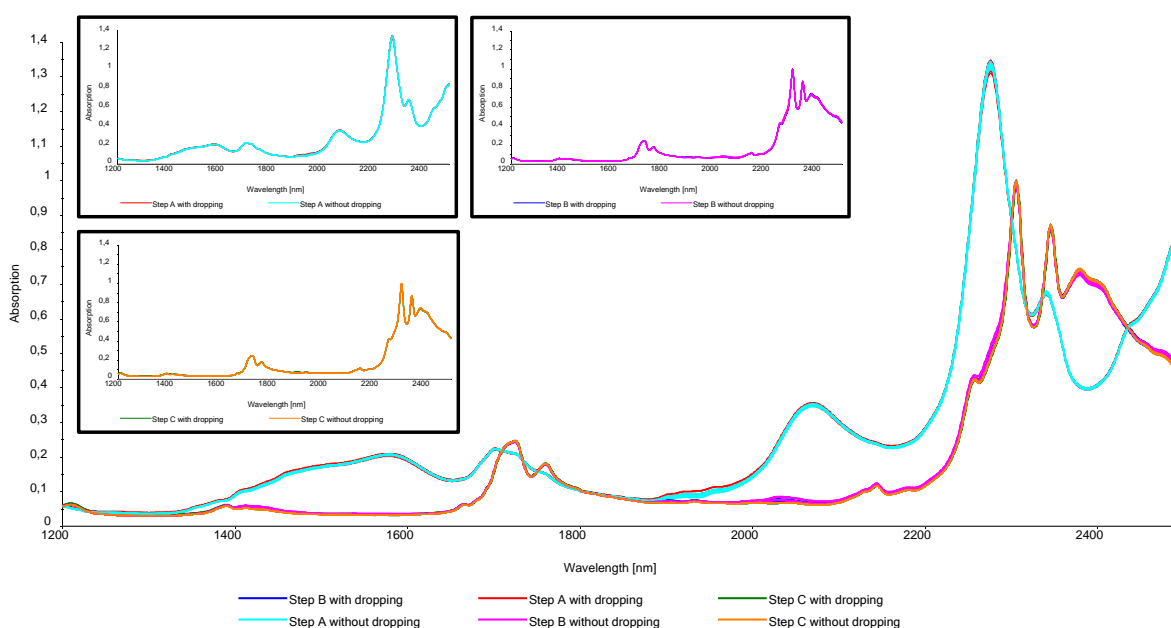 1,4
1,2
1
0,8
0,6
0,4
0,2
0
Absorption
1200 1400 1600 1800 2000 2200 2400
Wavelength [nm]
Step A with dropping Step A without dropping
1,4
1,2
1
0,8
0,6
0,4
0,2
0
Absorption
1200 1400 1600 1800 2000 2200 2400
Wavelength [nm]
Step B with dropping Step B without dropping
1,4
1,2
1
0,8
0,6
0,4
0,2
0
Absorption
1200 1400 1600 1800 2000 2200 2400
Wavelength [nm]
Step C with dropping Step C without dropping
1,4
1,3
1,2
1,1
1
0,9
0,8
0,7
0,6
0,5
0,4
0,3
0,2
0,1
0
Absorption
1200 1400 1600 1800 2000 2200 2400
Wavelength [nm]
Step B with dropping Step A with dropping Step C with dropping
Step A without dropping Step B without dropping Step C without dropping